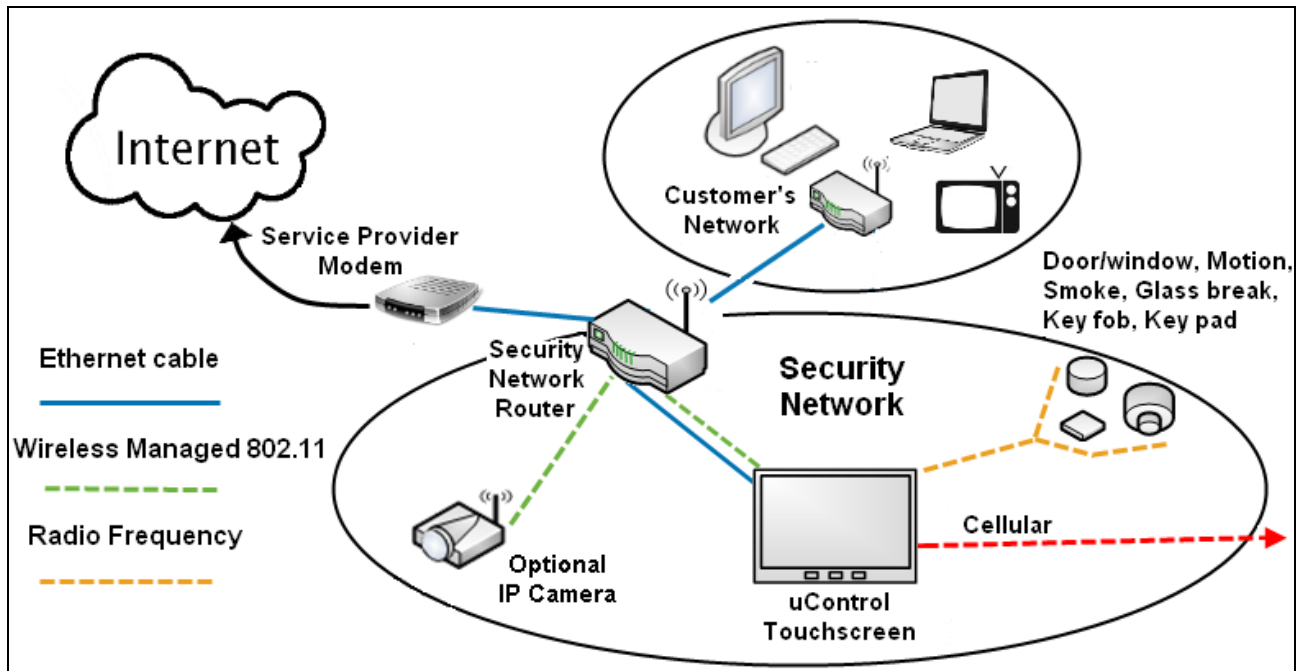 Internet
Service Provider
Modem
Customer's
Network
Door/window, Motion,
Smoke, Glass break,
Key fob, Key pad
Ethernet cable
Security
Network
Router
Security
Network
Wireless Managed 802.11
Radio Frequency
Cellular
Optional
IP Camera
uControl
Touchscreen